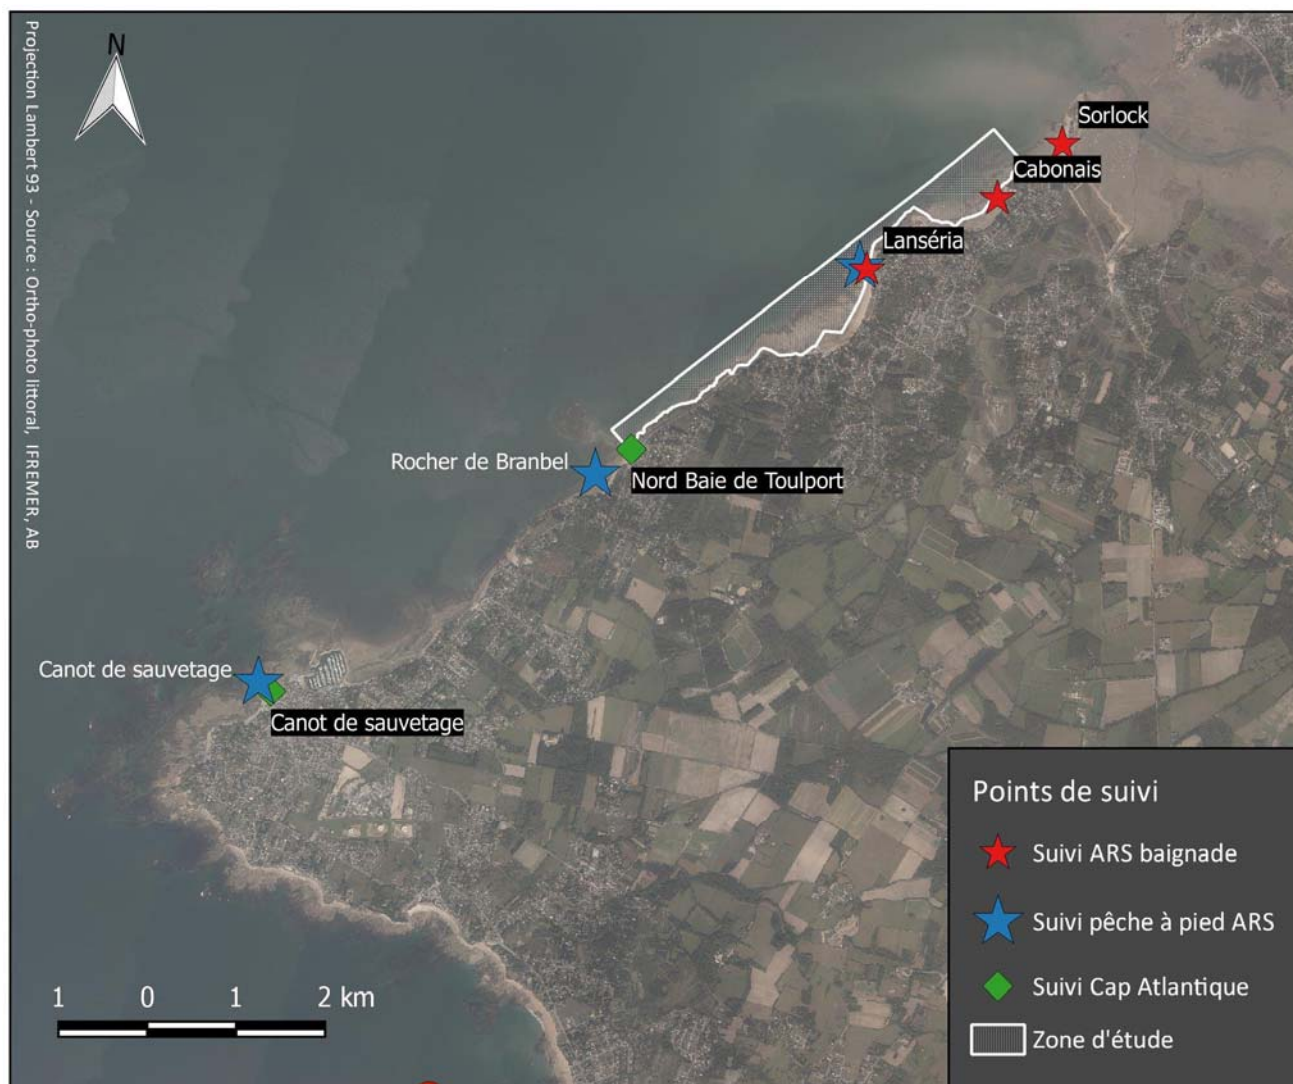 N
Projection Lambert 93 - Source : Ortho-photo littoral, IFREMER, AB
Sorlock
Cabonais
Lanséria
Rocher de Branbel
Nord Baie de Toulport
Canot de sauvetage
Canot de sauvetage
Points de suivi
Suivi ARS baignade
Suivi pêche à pied ARS
Suivi Cap Atlantique
Zone d'étude
1 0 1 2 km